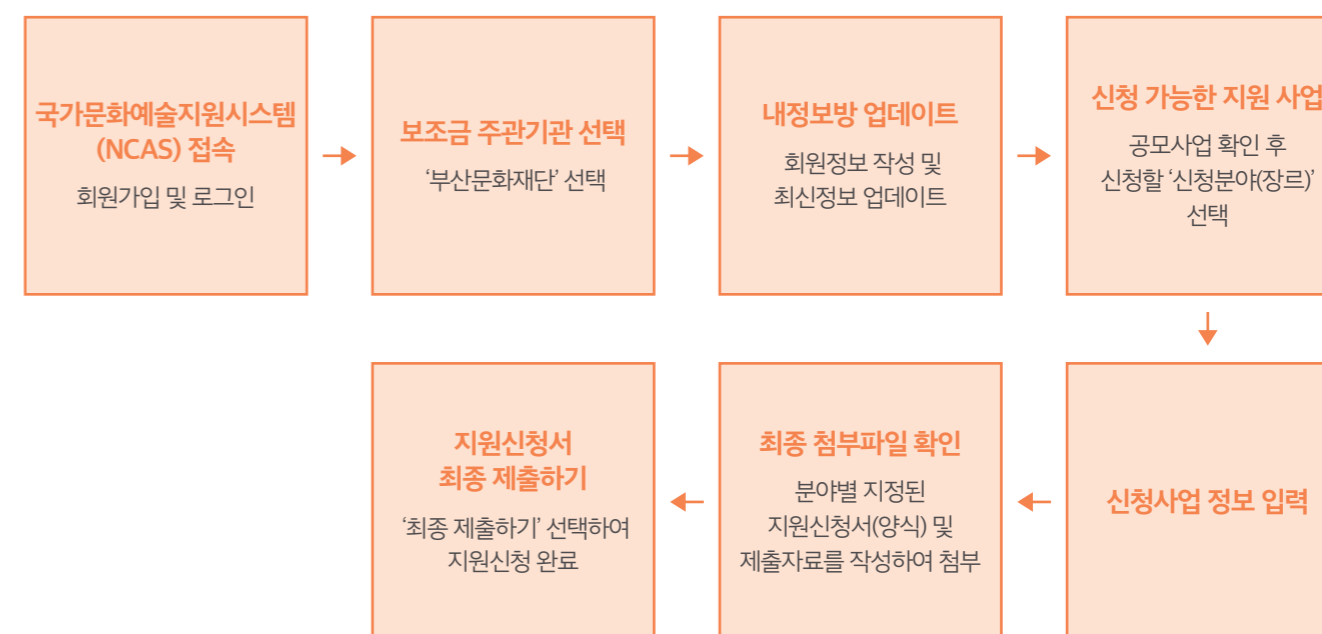 국가문화예술지원시스템
(NCAS) 접속
회원가입 및 로그인
보조금 주관기관 선택
‘부산문화재단’ 선택
내정보방 업데이트
회원정보 작성 및
최신정보 업데이트
신청 가능한 지원 사업
공모사업 확인 후
신청할 ‘신청분야(장르)’
선택
신청사업 정보 입력
최종 첨부파일 확인
분야별 지정된
지원신청서(양식) 및
제출자료를 작성하여 첨부
지원신청서
최종 제출하기
‘최종 제출하기’ 선택하여
지원신청 완료